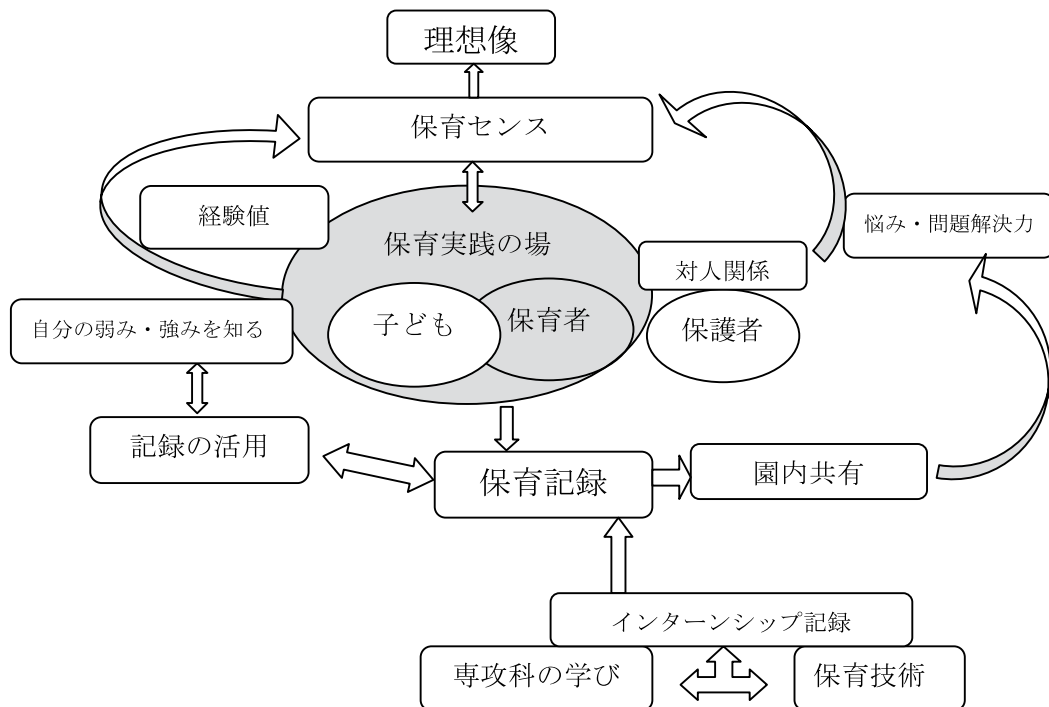 理想像
保育センス
経験値
保育実践の場
悩み・問題解決力
対人関係
子ども
保育者
保護者
自分の弱み・強みを知る
記録の活用
保育記録
園内共有
インターンシップ記録
専攻科の学び
保育技術